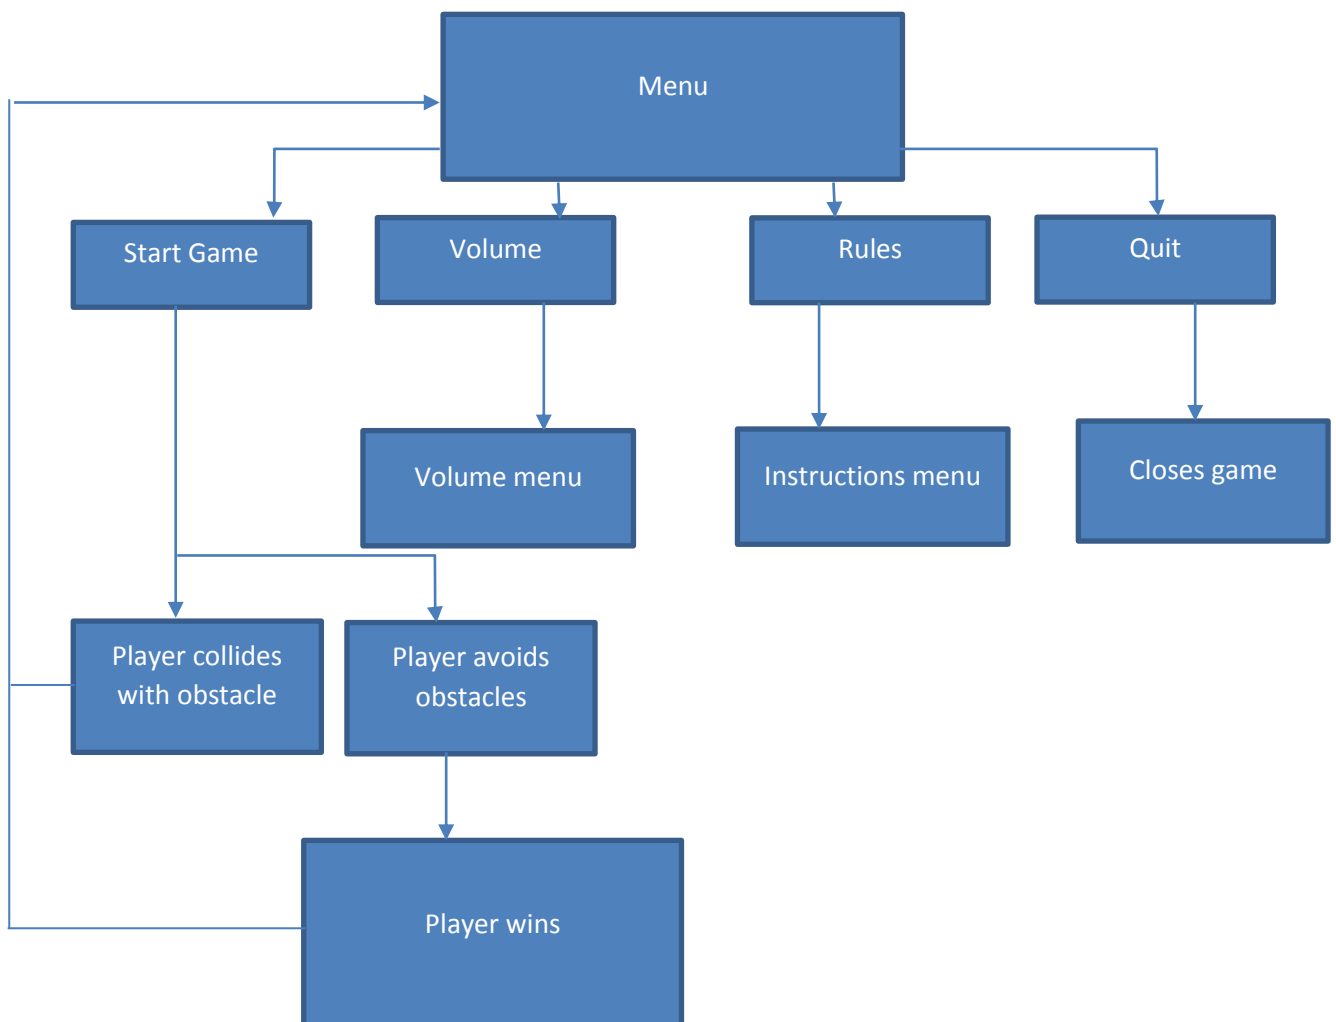 Menu
Start Game
Volume
Rules
Quit
Volume menu
Instructions menu
Closes game
Player collides
with obstacle
Player avoids
obstacles
Player wins